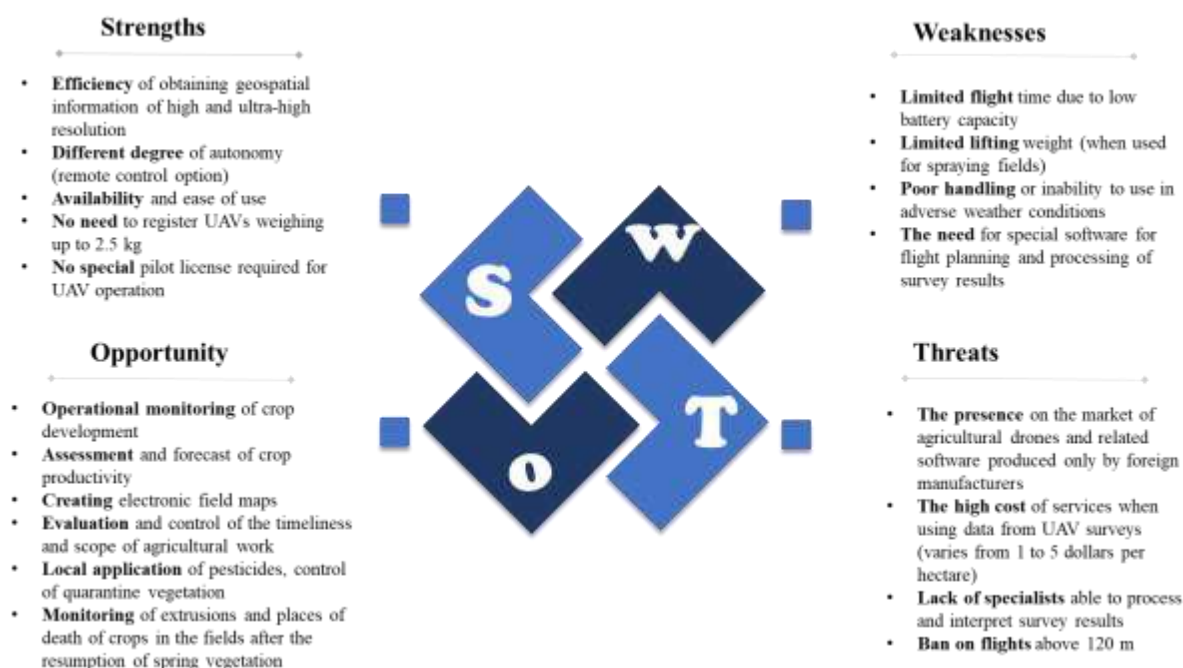 Strengths
• Efficiency of obtaining geospatial
information of high and ultra-high
resolution
• Different degree of autonomy
(remote control option)
• Availability and ease of use
• No need to register UAVs weighing
up to 2.5 kg
• No special pilot license required for
UAV operation
Opportunity
• Operational monitoring of crop
development
• Assessment and forecast of crop
productivity
• Creating electronic field maps
• Evaluation and control of the timeliness
and scope of agricultural work
• Local application of pesticides, control
of quarantine vegetation
• Monitoring of extrusions and places of
death of crops in the fields after the
resumption of spring vegetation
S
W
O
T
Weaknesses
• Limited flight time due to low
battery capacity
• Limited lifting weight (when used
for spraying fields)
• Poor handling or inability to use in
adverse weather conditions
• The need for special software for
flight planning and processing of
survey results
Threats
• The presence on the market of
agricultural drones and related
software produced only by foreign
manufacturers
• The high cost of services when
using data from UAV surveys
(varies from 1 to 5 dollars per
hectare)
• Lack of specialists able to process
and interpret survey results
• Ban on flights above 120 m